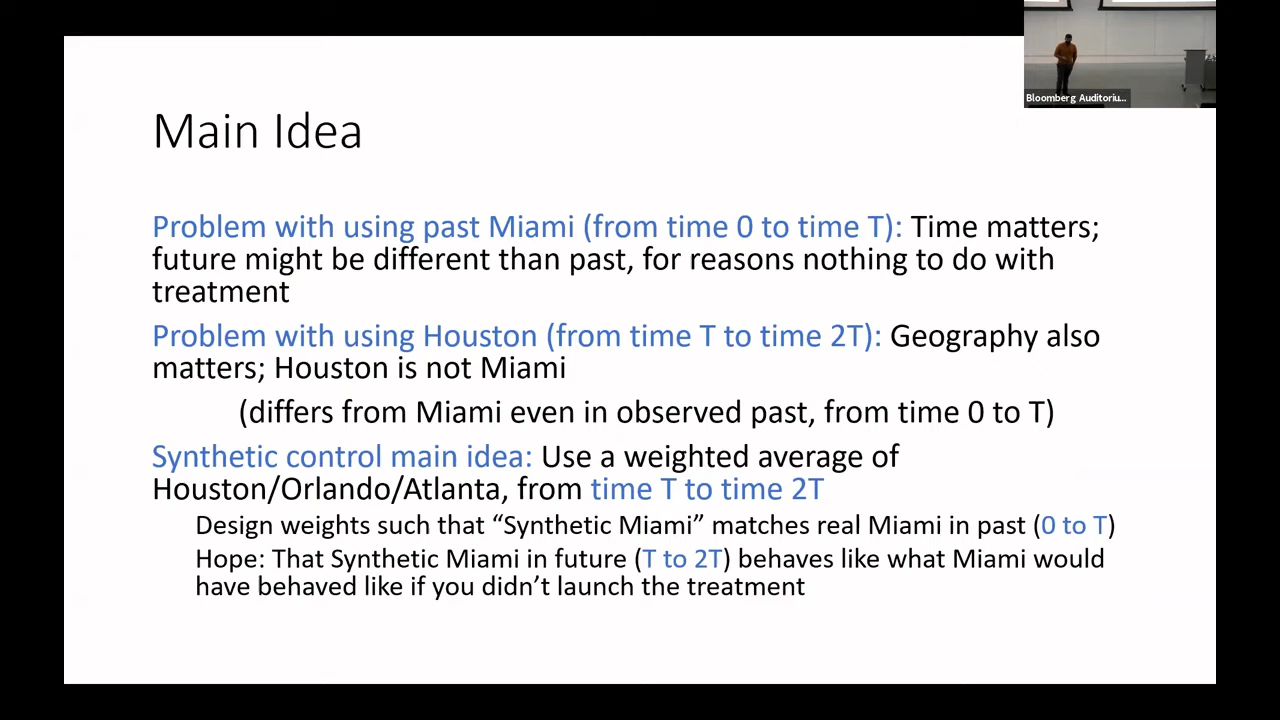 Bloomberg Auditoriu...
Main Idea
Problem with using past Miami (from time 0 to time T): Time matters;
future might be different than past, for reasons nothing to do with
treatment
Problem with using Houston (from time T to time 2T): Geography also
matters; Houston is not Miami
(differs from Miami even in observed past, from time 0 to T)
Synthetic control main idea: Use a weighted average of
Houston/Orlando/Atlanta, from time T to time 2T
Design weights such that “Synthetic Miami” matches real Miami in past (0 to T)
Hope: That Synthetic Miami in future (T to 2T) behaves like what Miami would
have behaved like if you didn’t launch the treatment